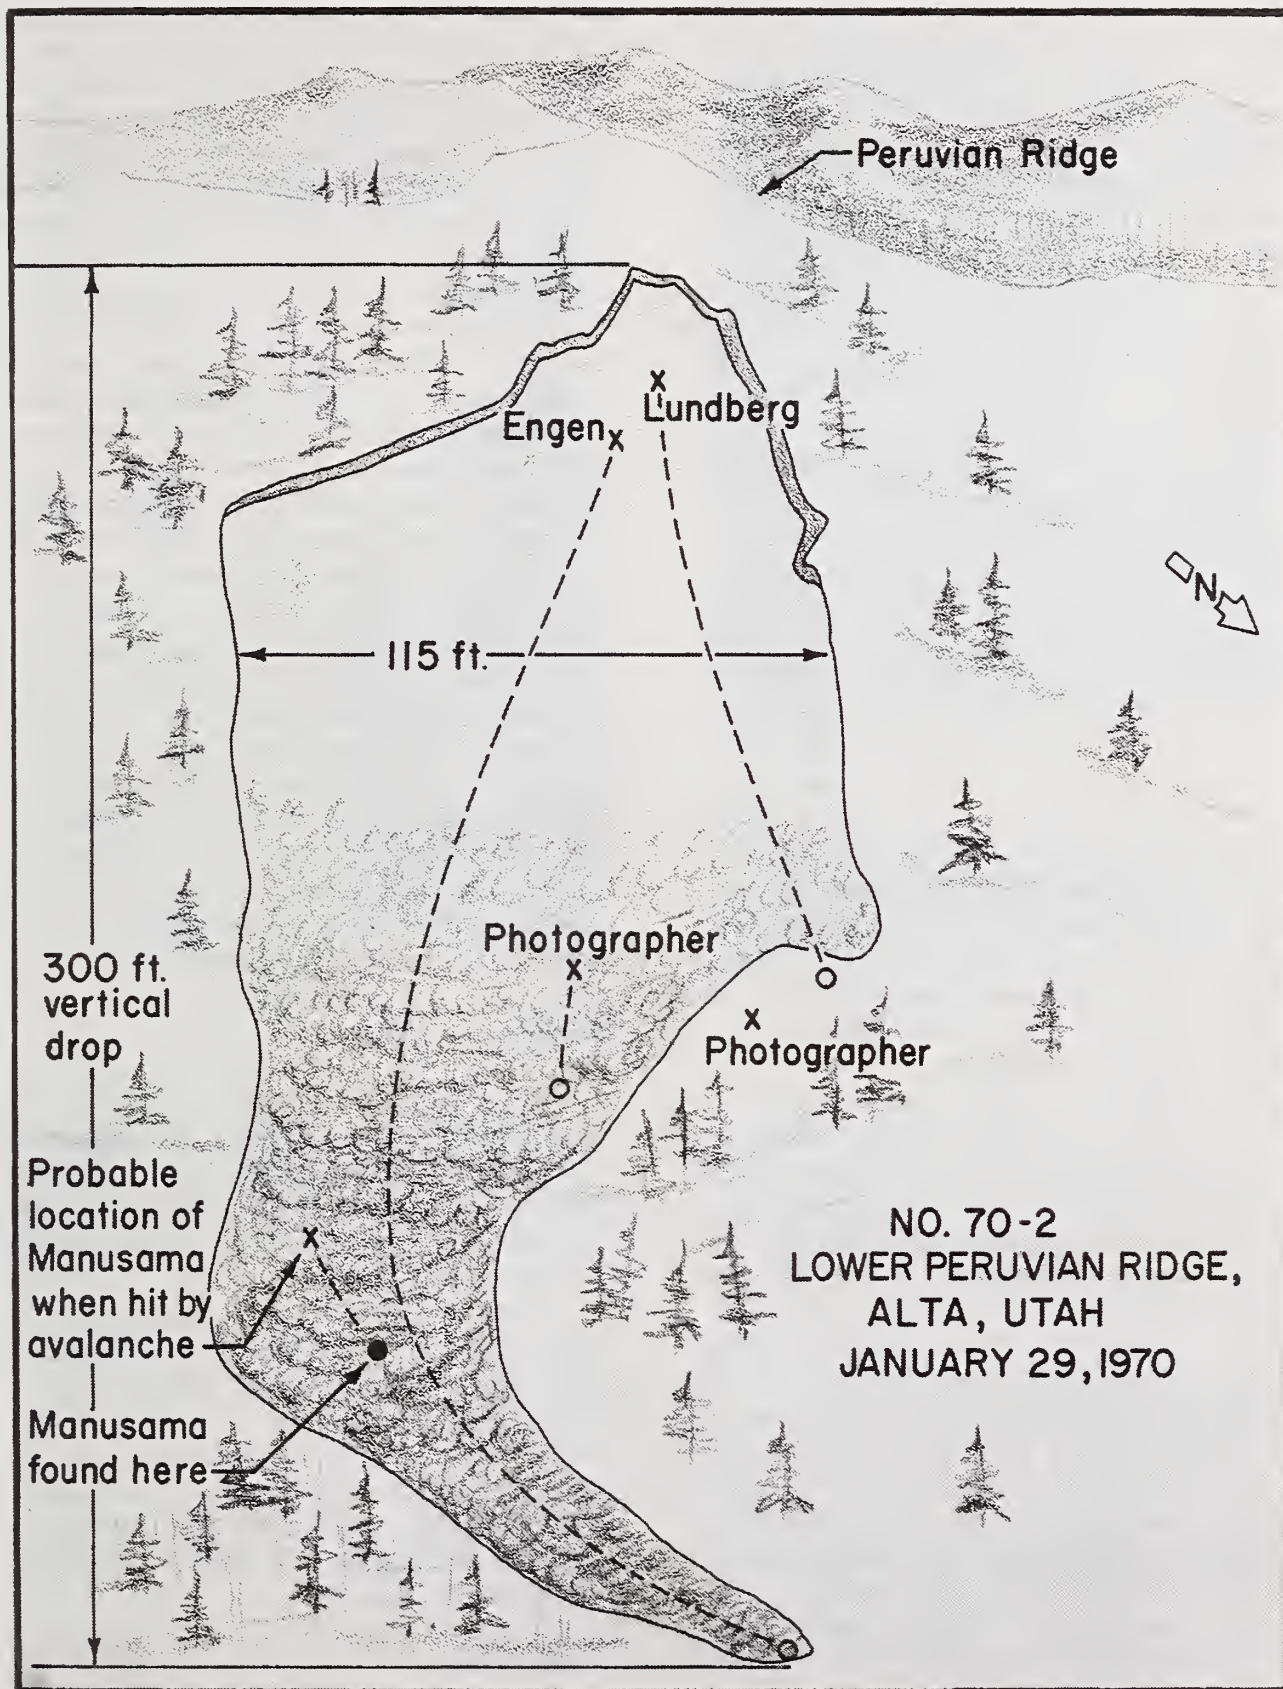 Peruvian Ridge
Lundberg
Engen
N
115 ft.
Photographer
300 ft.
vertical
drop
Photographer
Probable
location of
Manusama
when hit by
avalanche
NO. 70-2
LOWER PERUVIAN RIDGE,
ALTA, UTAH
JANUARY 29, 1970
Manusama
found here